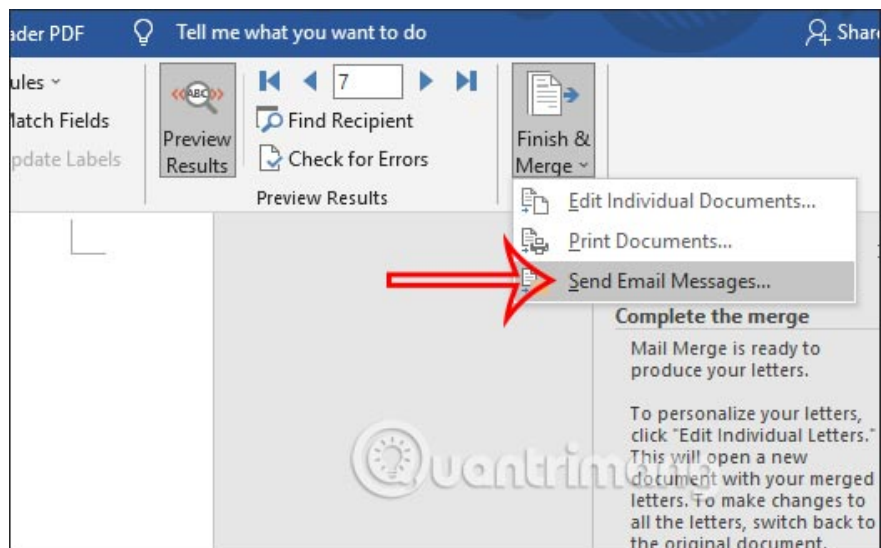 ader PDF
Tell me what you want to do
Share
ules
Match Fields
Update Labels
«ABC»
Preview
Results
7
Find Recipient
Check for Errors
Preview Results
Finish &
Merge
Edit Individual Documents...
Print Documents...
Send Email Messages...
Complete the merge
Mail Merge is ready to
produce your letters.
To personalize your letters,
click "Edit Individual Letters."
This will open a new
document with your merged
letters. To make changes to
all the letters, switch back to
the original document.
Quantrimang